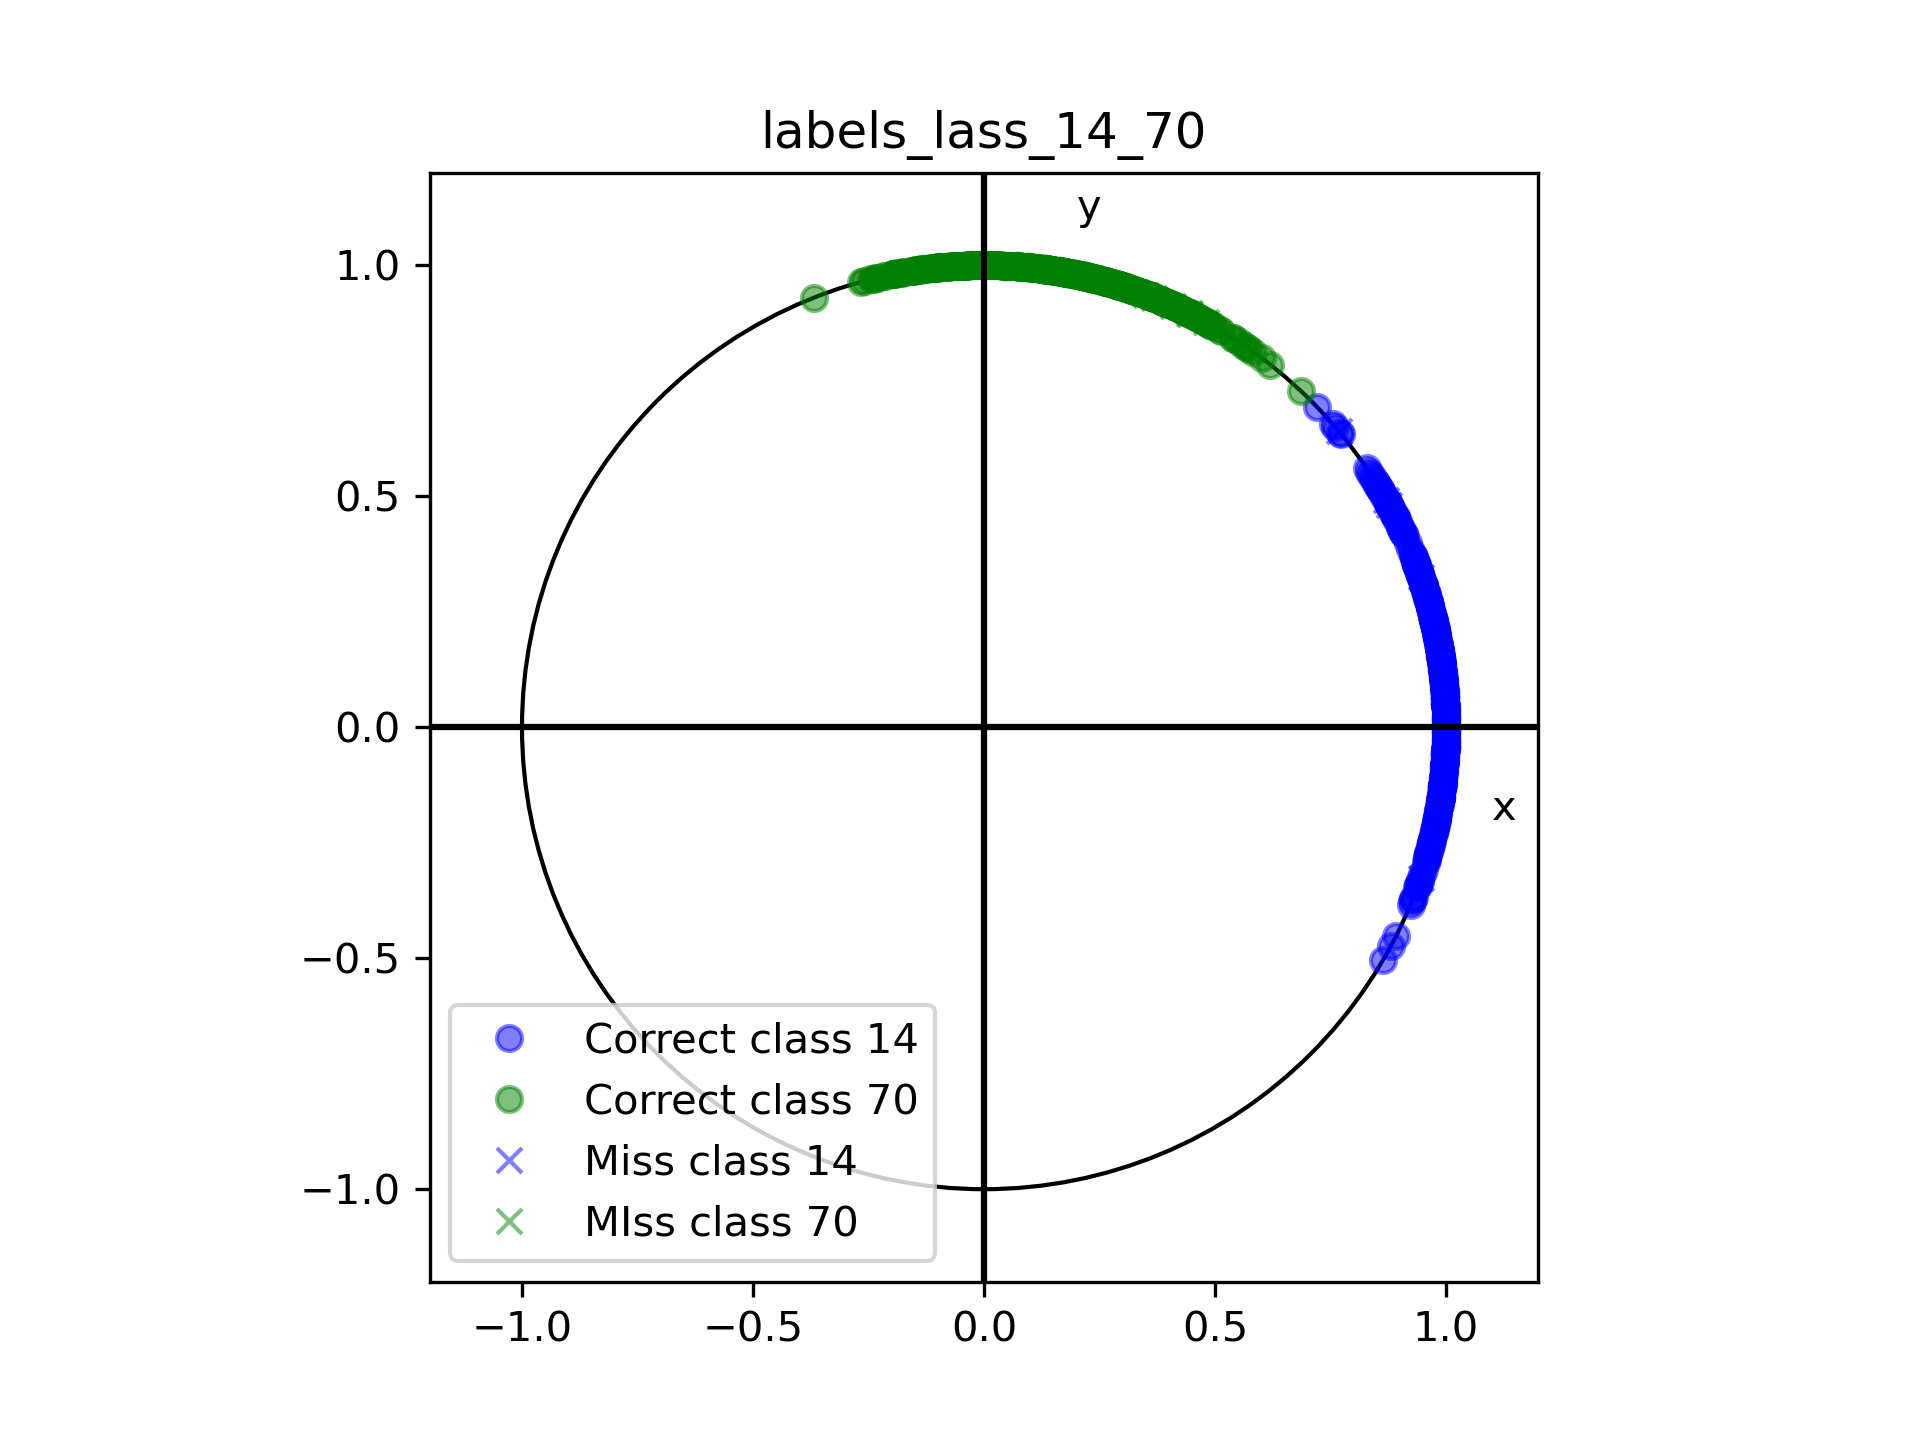 labels_lass_14_70
y
1.0
0.5
0.0
−0.5
−1.0
x
Correct class 14
Correct class 70
Miss class 14
MIss class 70
−1.0 −0.5 0.0 0.5 1.0